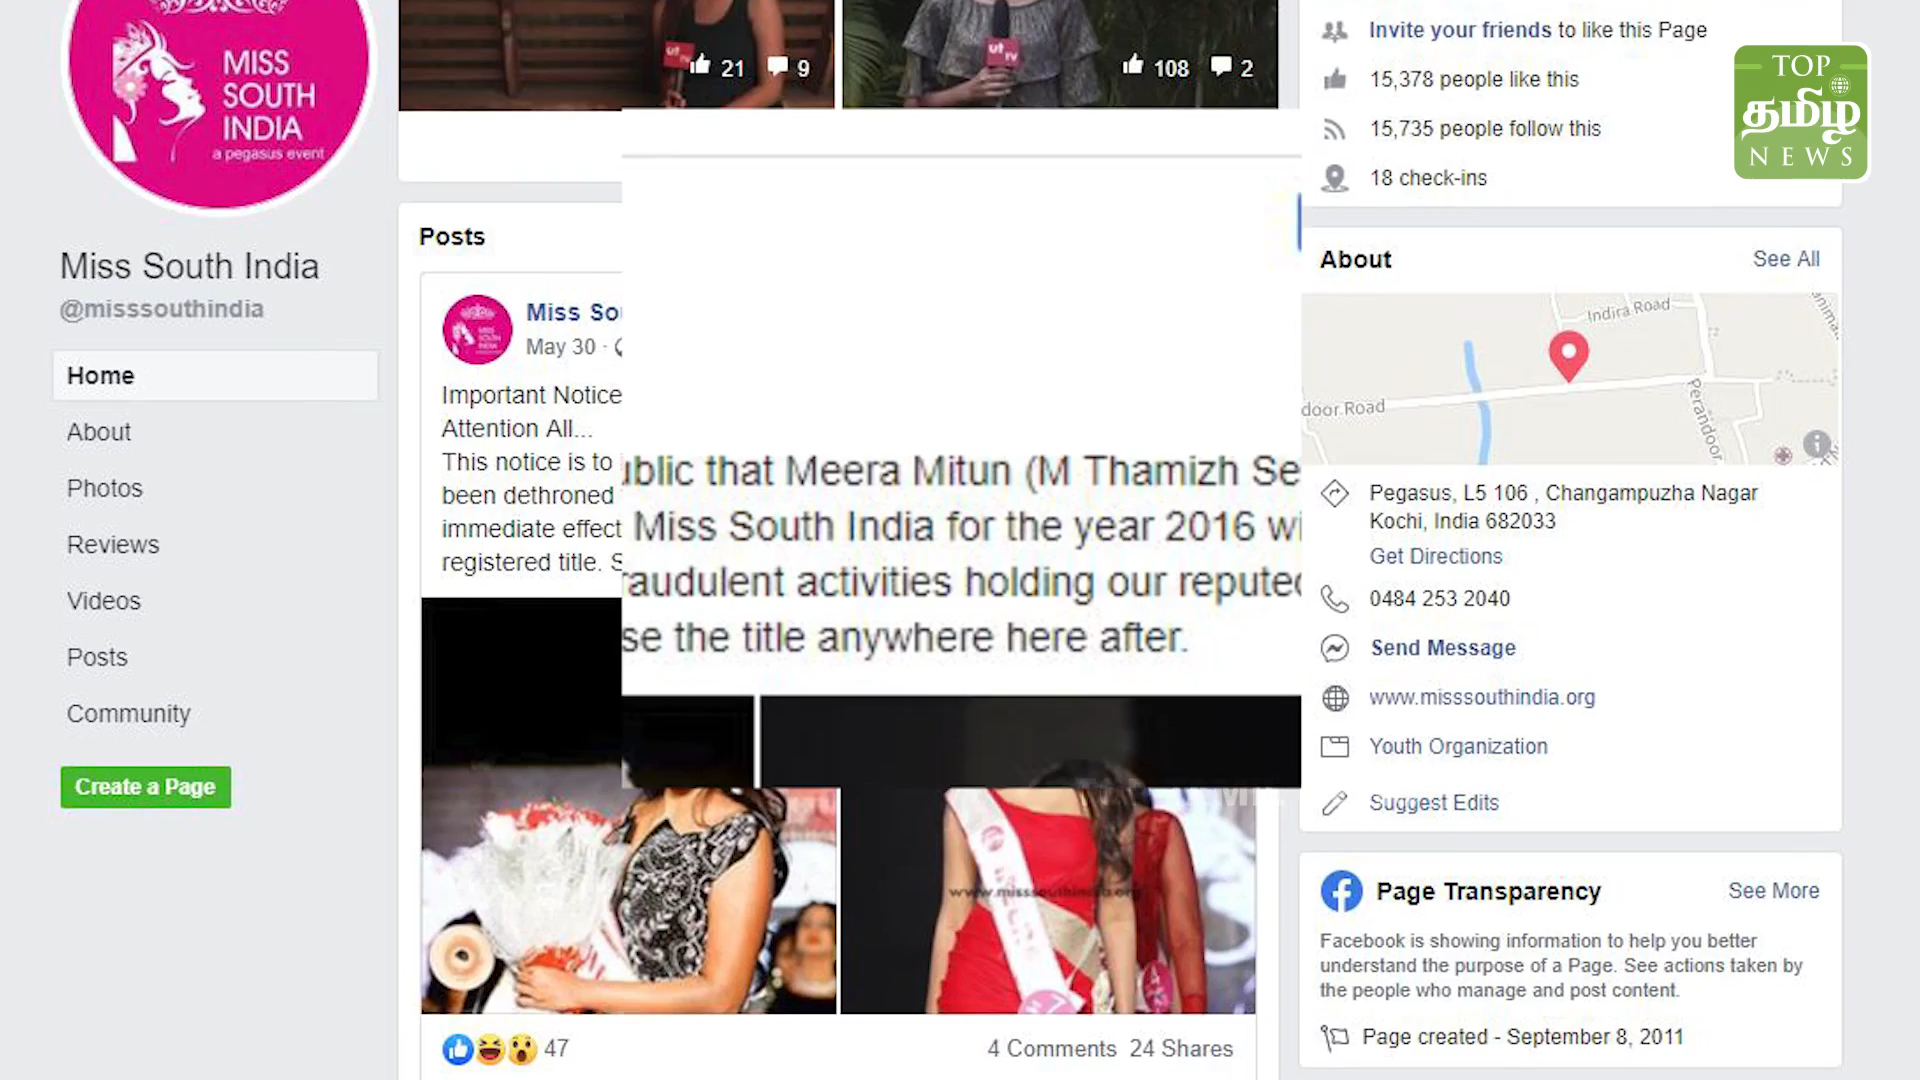 MISS
SOUTH
INDIA
a pegasus event
Miss South India
@misssouthindia
Home
About
Photos
Reviews
Videos
Posts
Community
Create a Page
ut
21
9
ut
108
2
Posts
Miss So
May 30 ·
Important Notice
Attention All...
This notice is to
been dethroned
immediate effect
registered title. S
ublic that Meera Mitun (M Thamizh Se
Miss South India for the year 2016 wi
raudulent activities holding our reputed
se the title anywhere here after.
www.misssouthindia.org
47
4 Comments 24 Shares
Invite your friends to like this Page
15,378 people like this
15,735 people follow this
18 check-ins
TOP
தமிழ்
NEWS
About
See All
Indira Road
door Road
Perandoor
Pegasus, L5 106 , Changampuzha Nagar
Kochi, India 682033
Get Directions
0484 253 2040
Send Message
www.misssouthindia.org
Youth Organization
Suggest Edits
Page Transparency
See More
Facebook is showing information to help you better
understand the purpose of a Page. See actions taken by
the people who manage and post content.
Page created - September 8, 2011